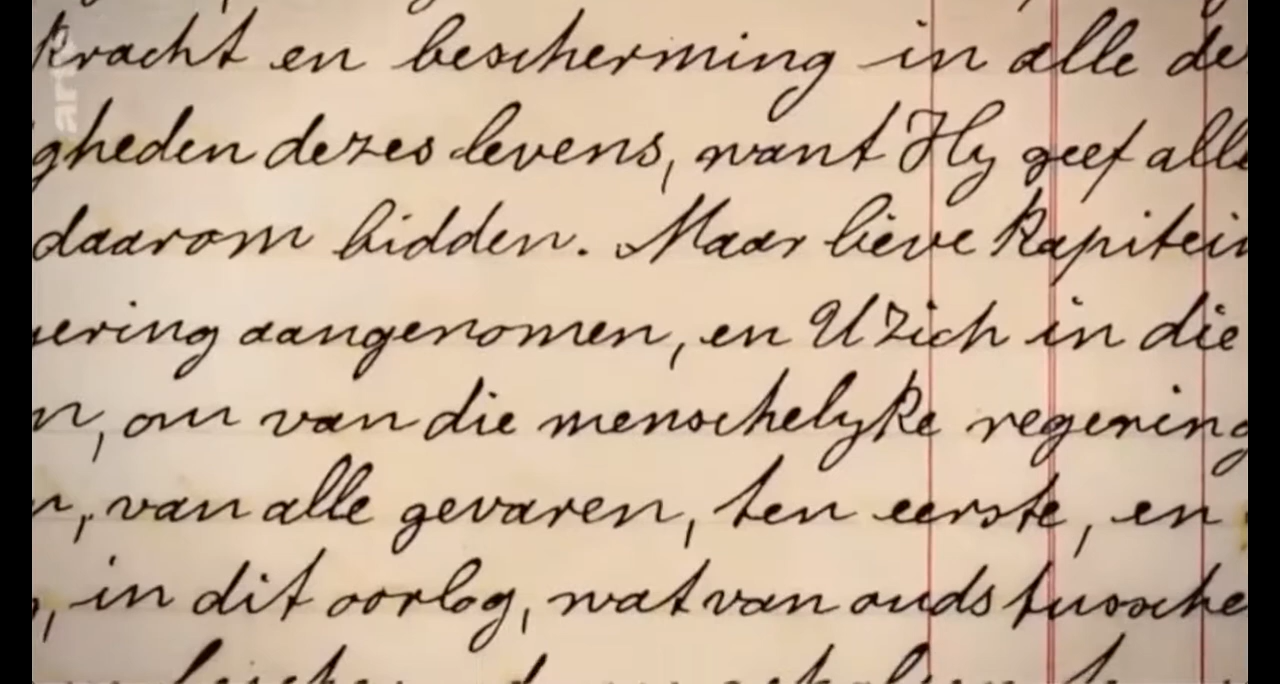 kracht en bescherming in alle de
gheden dezes levens, want Hy geef alle
daarom bidden. Maar lieve Kapitein
ering aangenomen, en U zich in die
n, om van die menschelyke regering
n, van alle gevaren, ten eerste, en
, in dit oorlog, wat van ouds tussche
arte